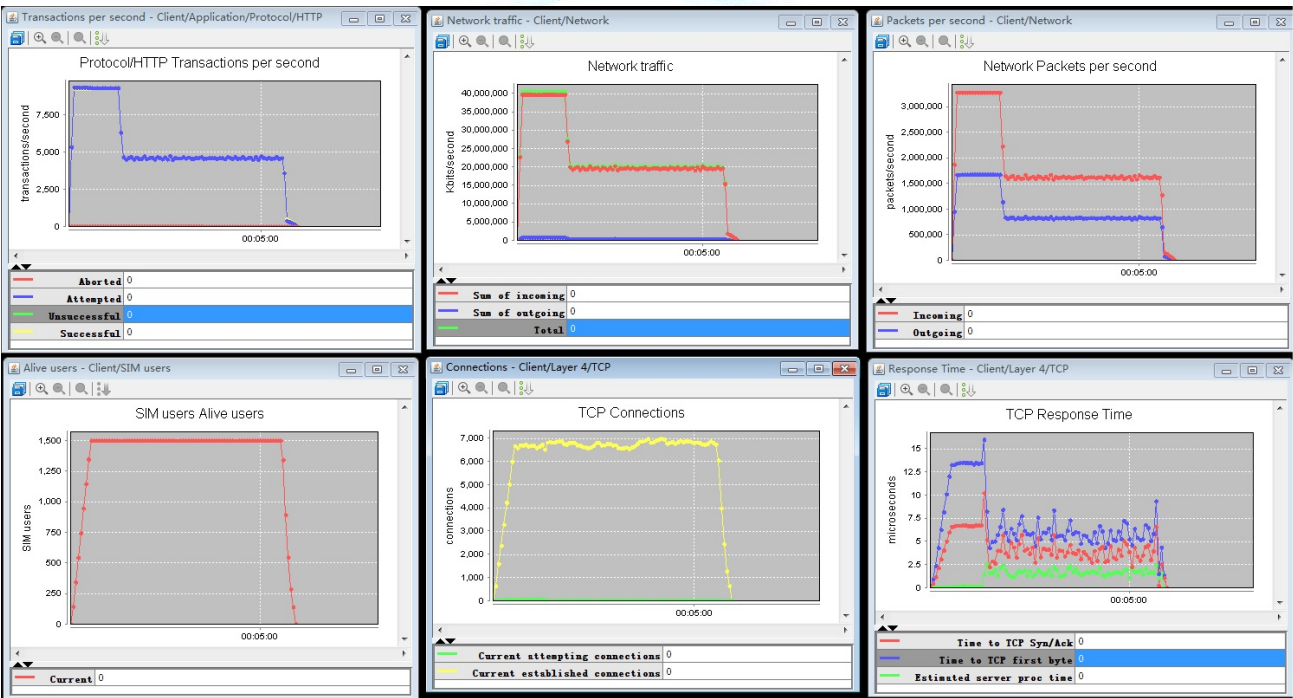 Transactions per second - Client/Application/Protocol/HTTP
Protocol/HTTP Transactions per second
transactions/second
7,500
5,000
2,500
0
00:05:00
Aborted 0
Attempted 0
Unsuccessful 0
Successful 0
Network traffic - Client/Network
Network traffic
Kbits/second
40,000,000
35,000,000
30,000,000
25,000,000
20,000,000
15,000,000
10,000,000
5,000,000
0
00:05:00
Sum of incoming 0
Sum of outgoing 0
Total 0
Packets per second - Client/Network
Network Packets per second
packets/second
3,000,000
2,500,000
2,000,000
1,500,000
1,000,000
500,000
0
00:05:00
Incoming 0
Outgoing 0
Alive users - Client/SIM users
SIM users Alive users
SIM users
1,500
1,250
1,000
750
500
250
0
00:05:00
Current 0
Connections - Client/Layer 4/TCP
TCP Connections
connections
7,000
6,000
5,000
4,000
3,000
2,000
1,000
0
00:05:00
Current attempting connections 0
Current established connections 0
Response Time - Client/Layer 4/TCP
TCP Response Time
microseconds
15
12.5
10
7.5
5
2.5
0
00:05:00
Time to TCP Syn/Ack 0
Time to TCP first byte 0
Estimated server proc time 0